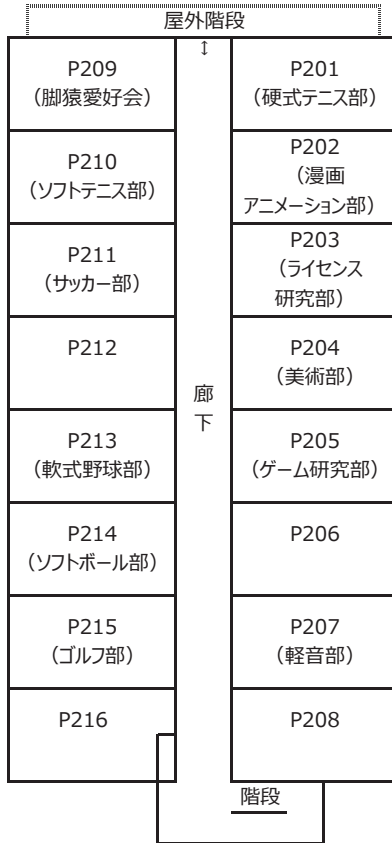 屋外階段
↕
P209
(脚猿愛好会)
P201
(硬式テニス部)
P210
(ソフトテニス部)
P202
(漫画
アニメーション部)
P211
(サッカー部)
P203
(ライセンス
研究部)
P212
P204
(美術部)
廊
下
P213
(軟式野球部)
P205
(ゲーム研究部)
P214
(ソフトボール部)
P206
P215
(ゴルフ部)
P207
(軽音部)
P216
P208
階段